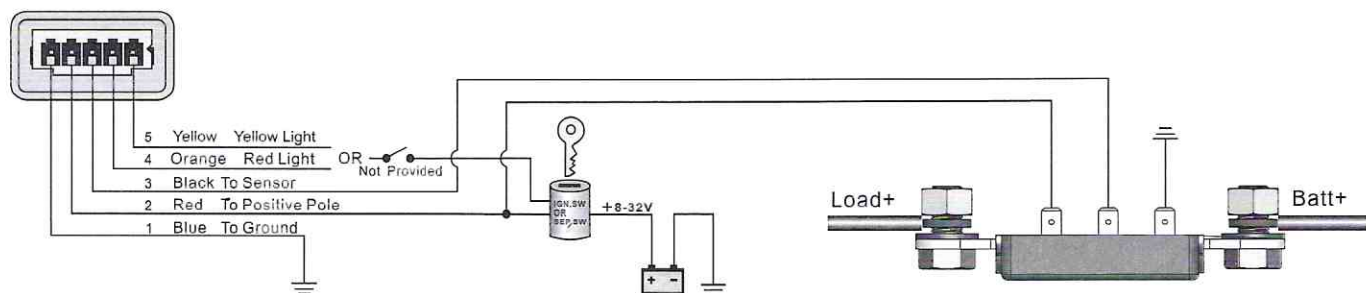 5 Yellow Yellow Light
4 Orange Red Light
OR
Not Provided
3 Black To Sensor
2 Red To Positive Pole
1 Blue To Ground
IGN.SW
OR
SEP.SW
+8-32V
+ -
Load+
Batt+